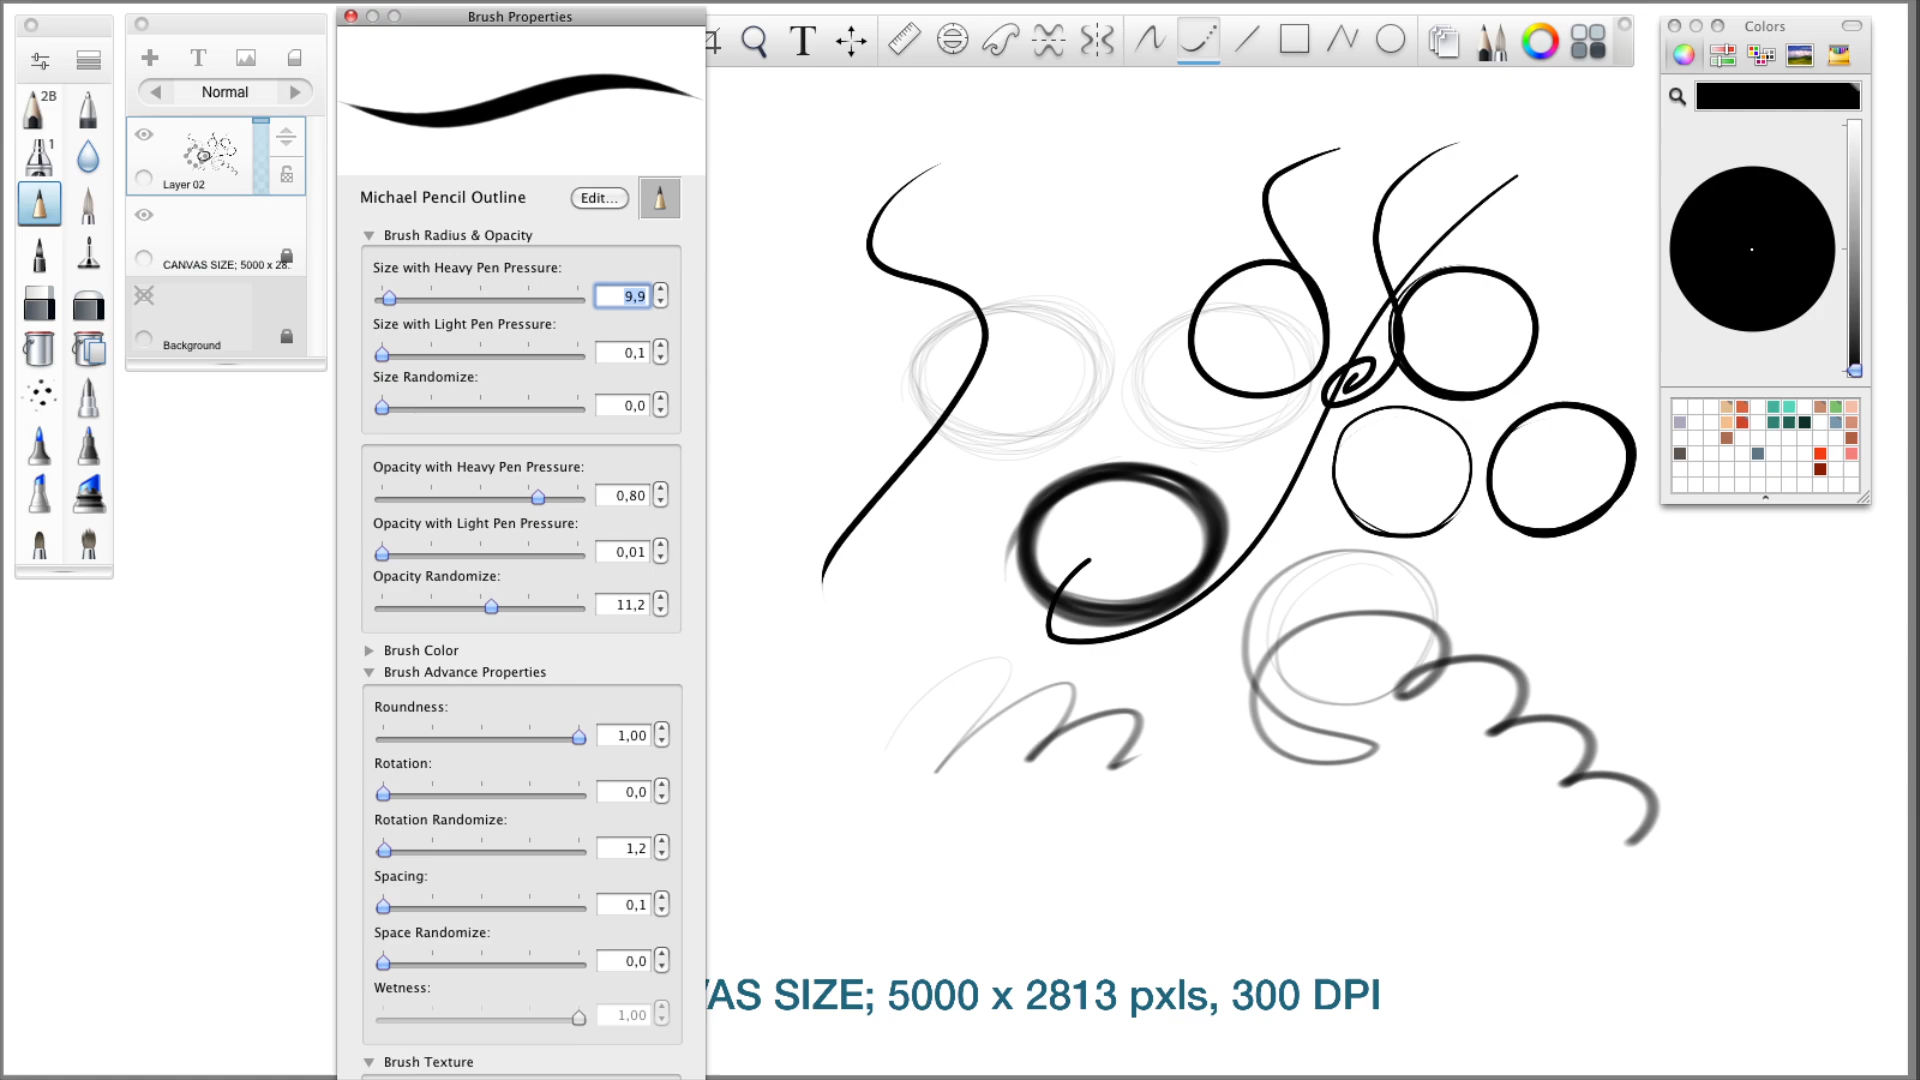 Brush Properties
Colors
2B
T
T
Normal
1
Layer 02
CANVAS SIZE; 5000 x 28.
Background
Michael Pencil Outline
Edit...
Brush Radius & Opacity
Size with Heavy Pen Pressure:
9,9
Size with Light Pen Pressure:
0,1
Size Randomize:
0,0
Opacity with Heavy Pen Pressure:
0,80
Opacity with Light Pen Pressure:
0,01
Opacity Randomize:
11,2
Brush Color
Brush Advance Properties
Roundness:
1,00
Rotation:
0,0
Rotation Randomize:
1,2
Spacing:
0,1
Space Randomize:
0,0
Wetness:
1,00
Brush Texture
VAS SIZE; 5000 x 2813 pxls, 300 DPI